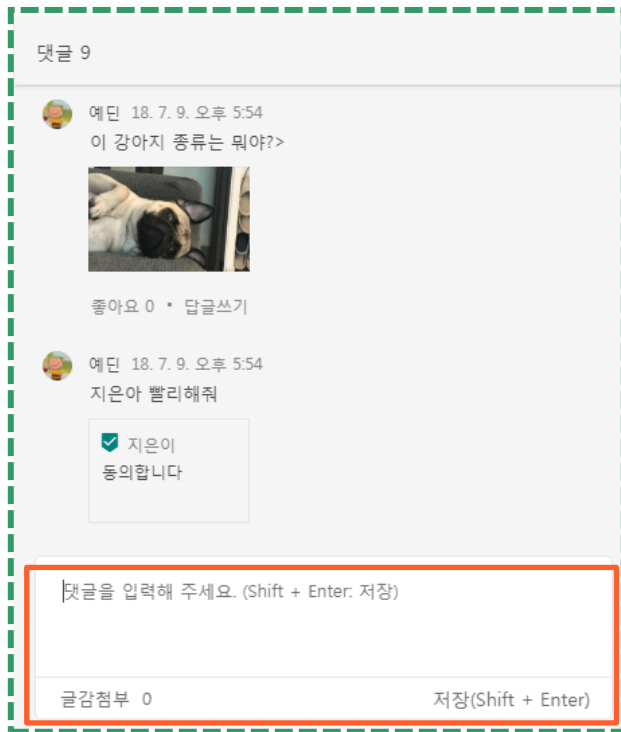 댓글 9
예딘 18. 7. 9. 오후 5:54
이 강아지 종류는 뭐야?>
좋아요 0 • 답글쓰기
예딘 18. 7. 9. 오후 5:54
지은아 빨리해줘
지은이
동의합니다
댓글을 입력해 주세요. (Shift + Enter: 저장)
글감첨부 0 저장(Shift + Enter)